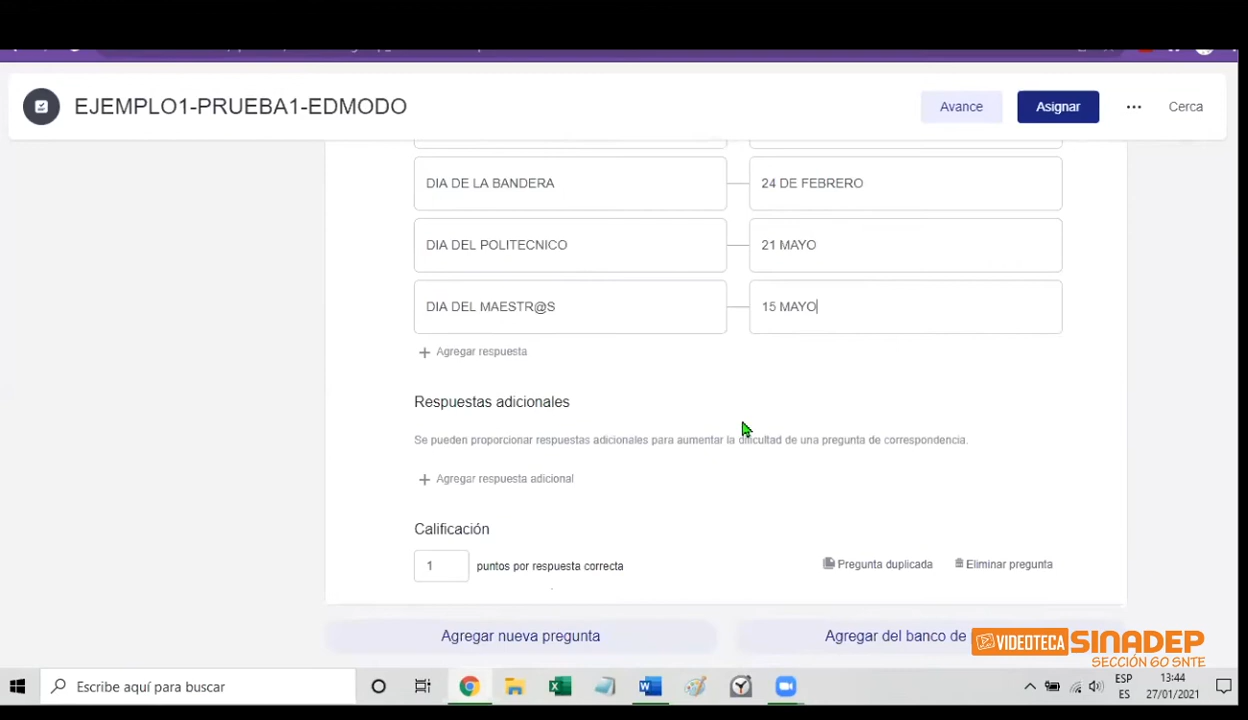 EJEMPLO1-PRUEBA1-EDMODO
Avance
Asignar
Cerca
DIA DE LA BANDERA
24 DE FEBRERO
DIA DEL POLITECNICO
21 MAYO
DIA DEL MAESTR@S
15 MAYO
Agregar respuesta
Respuestas adicionales
Se pueden proporcionar respuestas adicionales para aumentar la dificultad de una pregunta de correspondencia.
Agregar respuesta adicional
Calificación
1 puntos por respuesta correcta
Pregunta duplicada
Eliminar pregunta
Agregar nueva pregunta
Agregar del banco de
VIDEOTECA SINADEP
SECCIÓN 60 SNTE
Escribe aquí para buscar
ESP
ES
13:44
27/01/2021